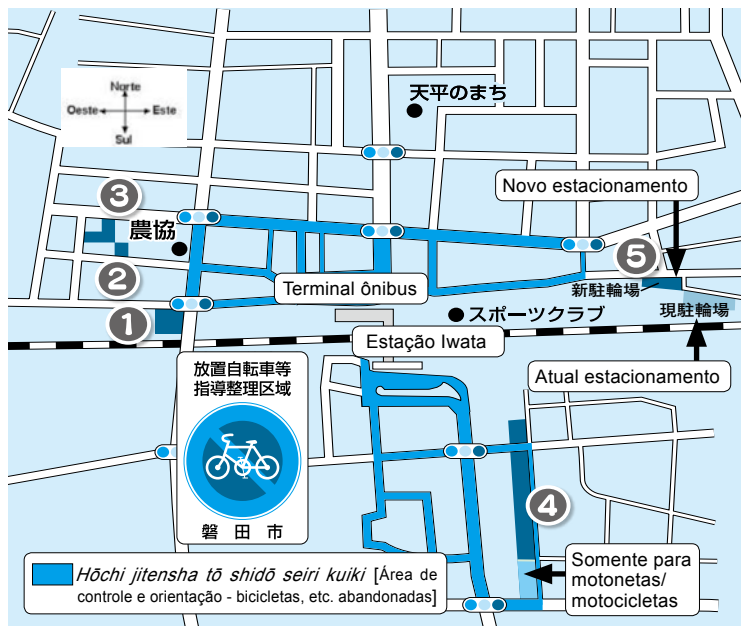 Norte
Oeste
Este
Sul
天平のまち
Novo estacionamento
3
農協
2
5
Terminal ônibus
新駐輪場
現駐輪場
1
スポーツクラブ
Estação Iwata
Atual estacionamento
放置自転車等
指導整理区域
磐田市
4
Somente para
motonetas/
motocicletas
Hōchi jitensha tō shidō seiri kuiki [Área de
controle e orientação - bicicletas, etc. abandonadas]